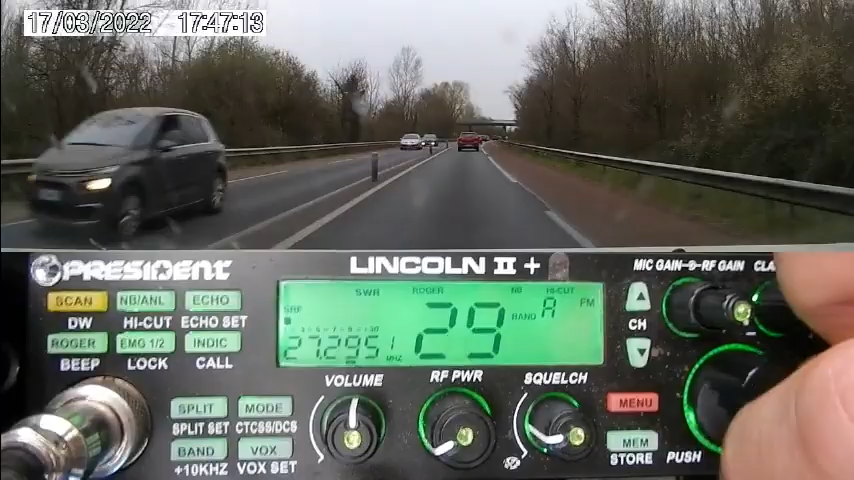 17/03/2022 17:47:13
PRESIDENT LINCOLN II + MIC GAIN RF GAIN
SCAN NB/ANL ECHO
DW HI-CUT ECHO SET
ROGER EMG 1/2 INDIC
BEEP LOCK CALL
SPLIT MODE
SPLIT SET CTCSS/DCS
BAND VOX
+10KHZ VOX SET
SWR ROGER NB HI-CUT
SRF 29 BAND A FM
27.2951 MHZ
CH
VOLUME RF PWR SQUELCH
MENU
MEM
STORE PUSH